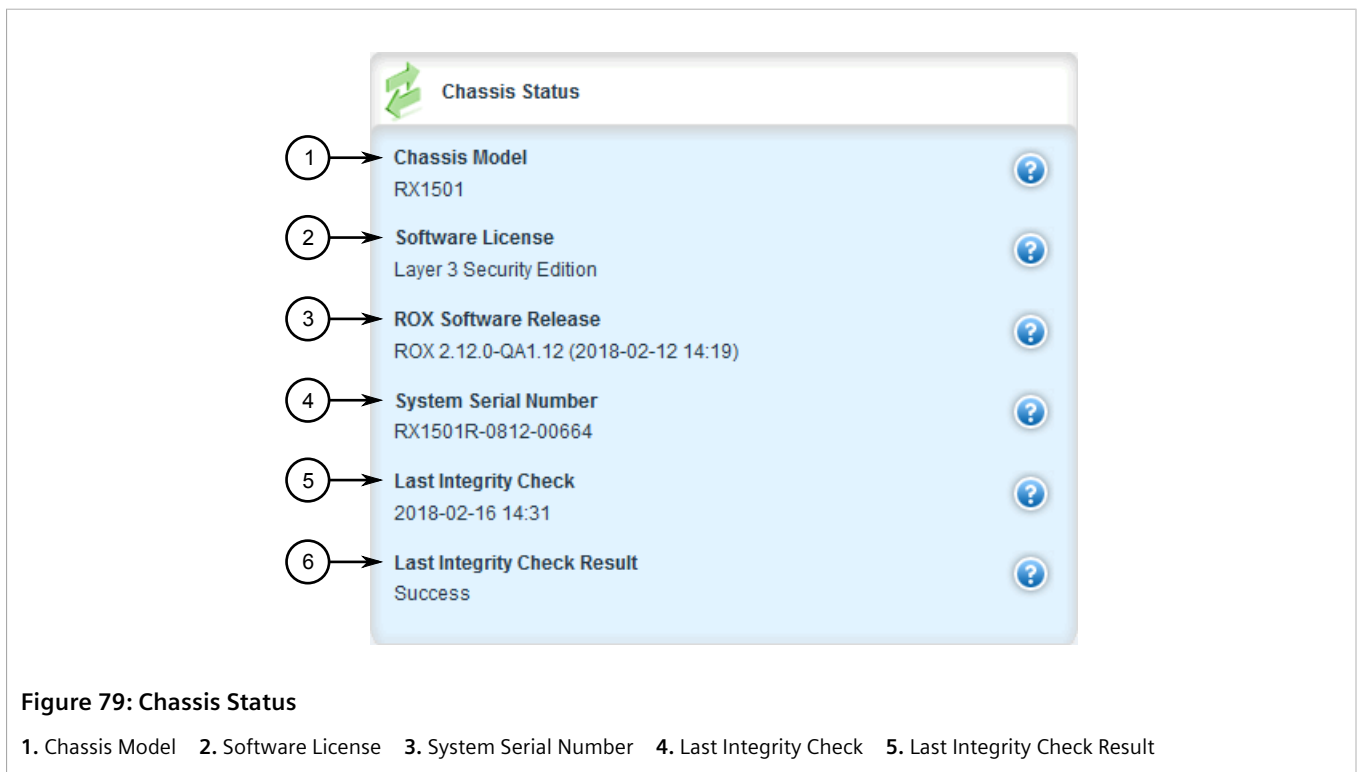 Chassis Status
1
Chassis Model
?
RX1501
2
Software License
?
Layer 3 Security Edition
3
ROX Software Release
?
ROX 2.12.0-QA1.12 (2018-02-12 14:19)
4
System Serial Number
?
RX1501R-0812-00664
5
Last Integrity Check
?
2018-02-16 14:31
6
Last Integrity Check Result
?
Success
Figure 79: Chassis Status
1. Chassis Model 2. Software License 3. System Serial Number 4. Last Integrity Check 5. Last Integrity Check Result